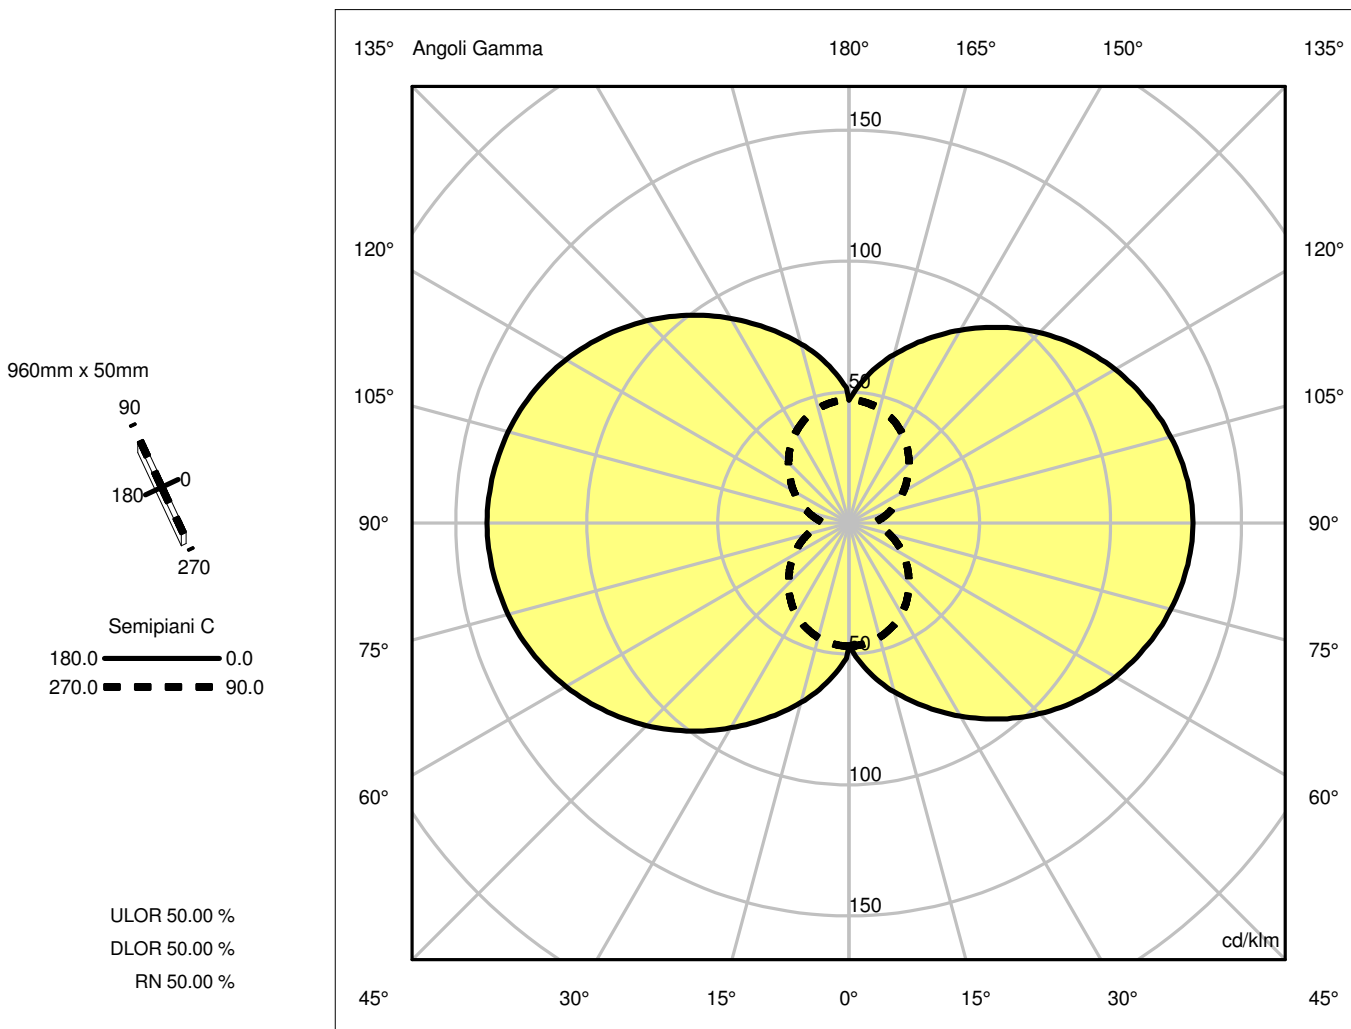 135° Angoli Gamma 180° 165° 150° 135°
150
120° 120°
100
960mm x 50mm
50
105° 105°
90
0
180
90° 90°
270
Semipiani C
50
180.0 0.0
75° 75°
270.0 90.0
100
60° 60°
150
ULOR 50.00 %
cd/klm
DLOR 50.00 %
RN 50.00 %
45° 30° 15° 0° 15° 30° 45°